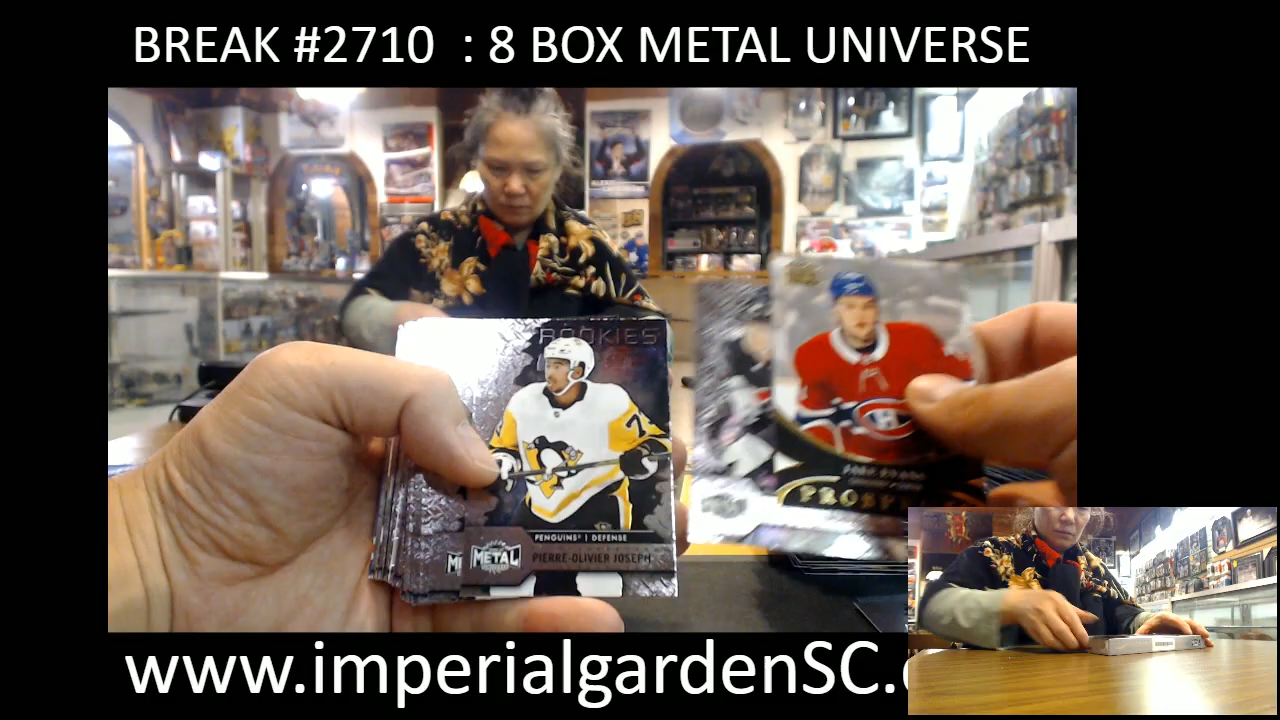 BREAK #2710 : 8 BOX METAL UNIVERSE
ROOKIES
PENGUINS® | DEFENSE
METAL
PIERRE-OLIVIER JOSEPH
www.imperialgardenSC.